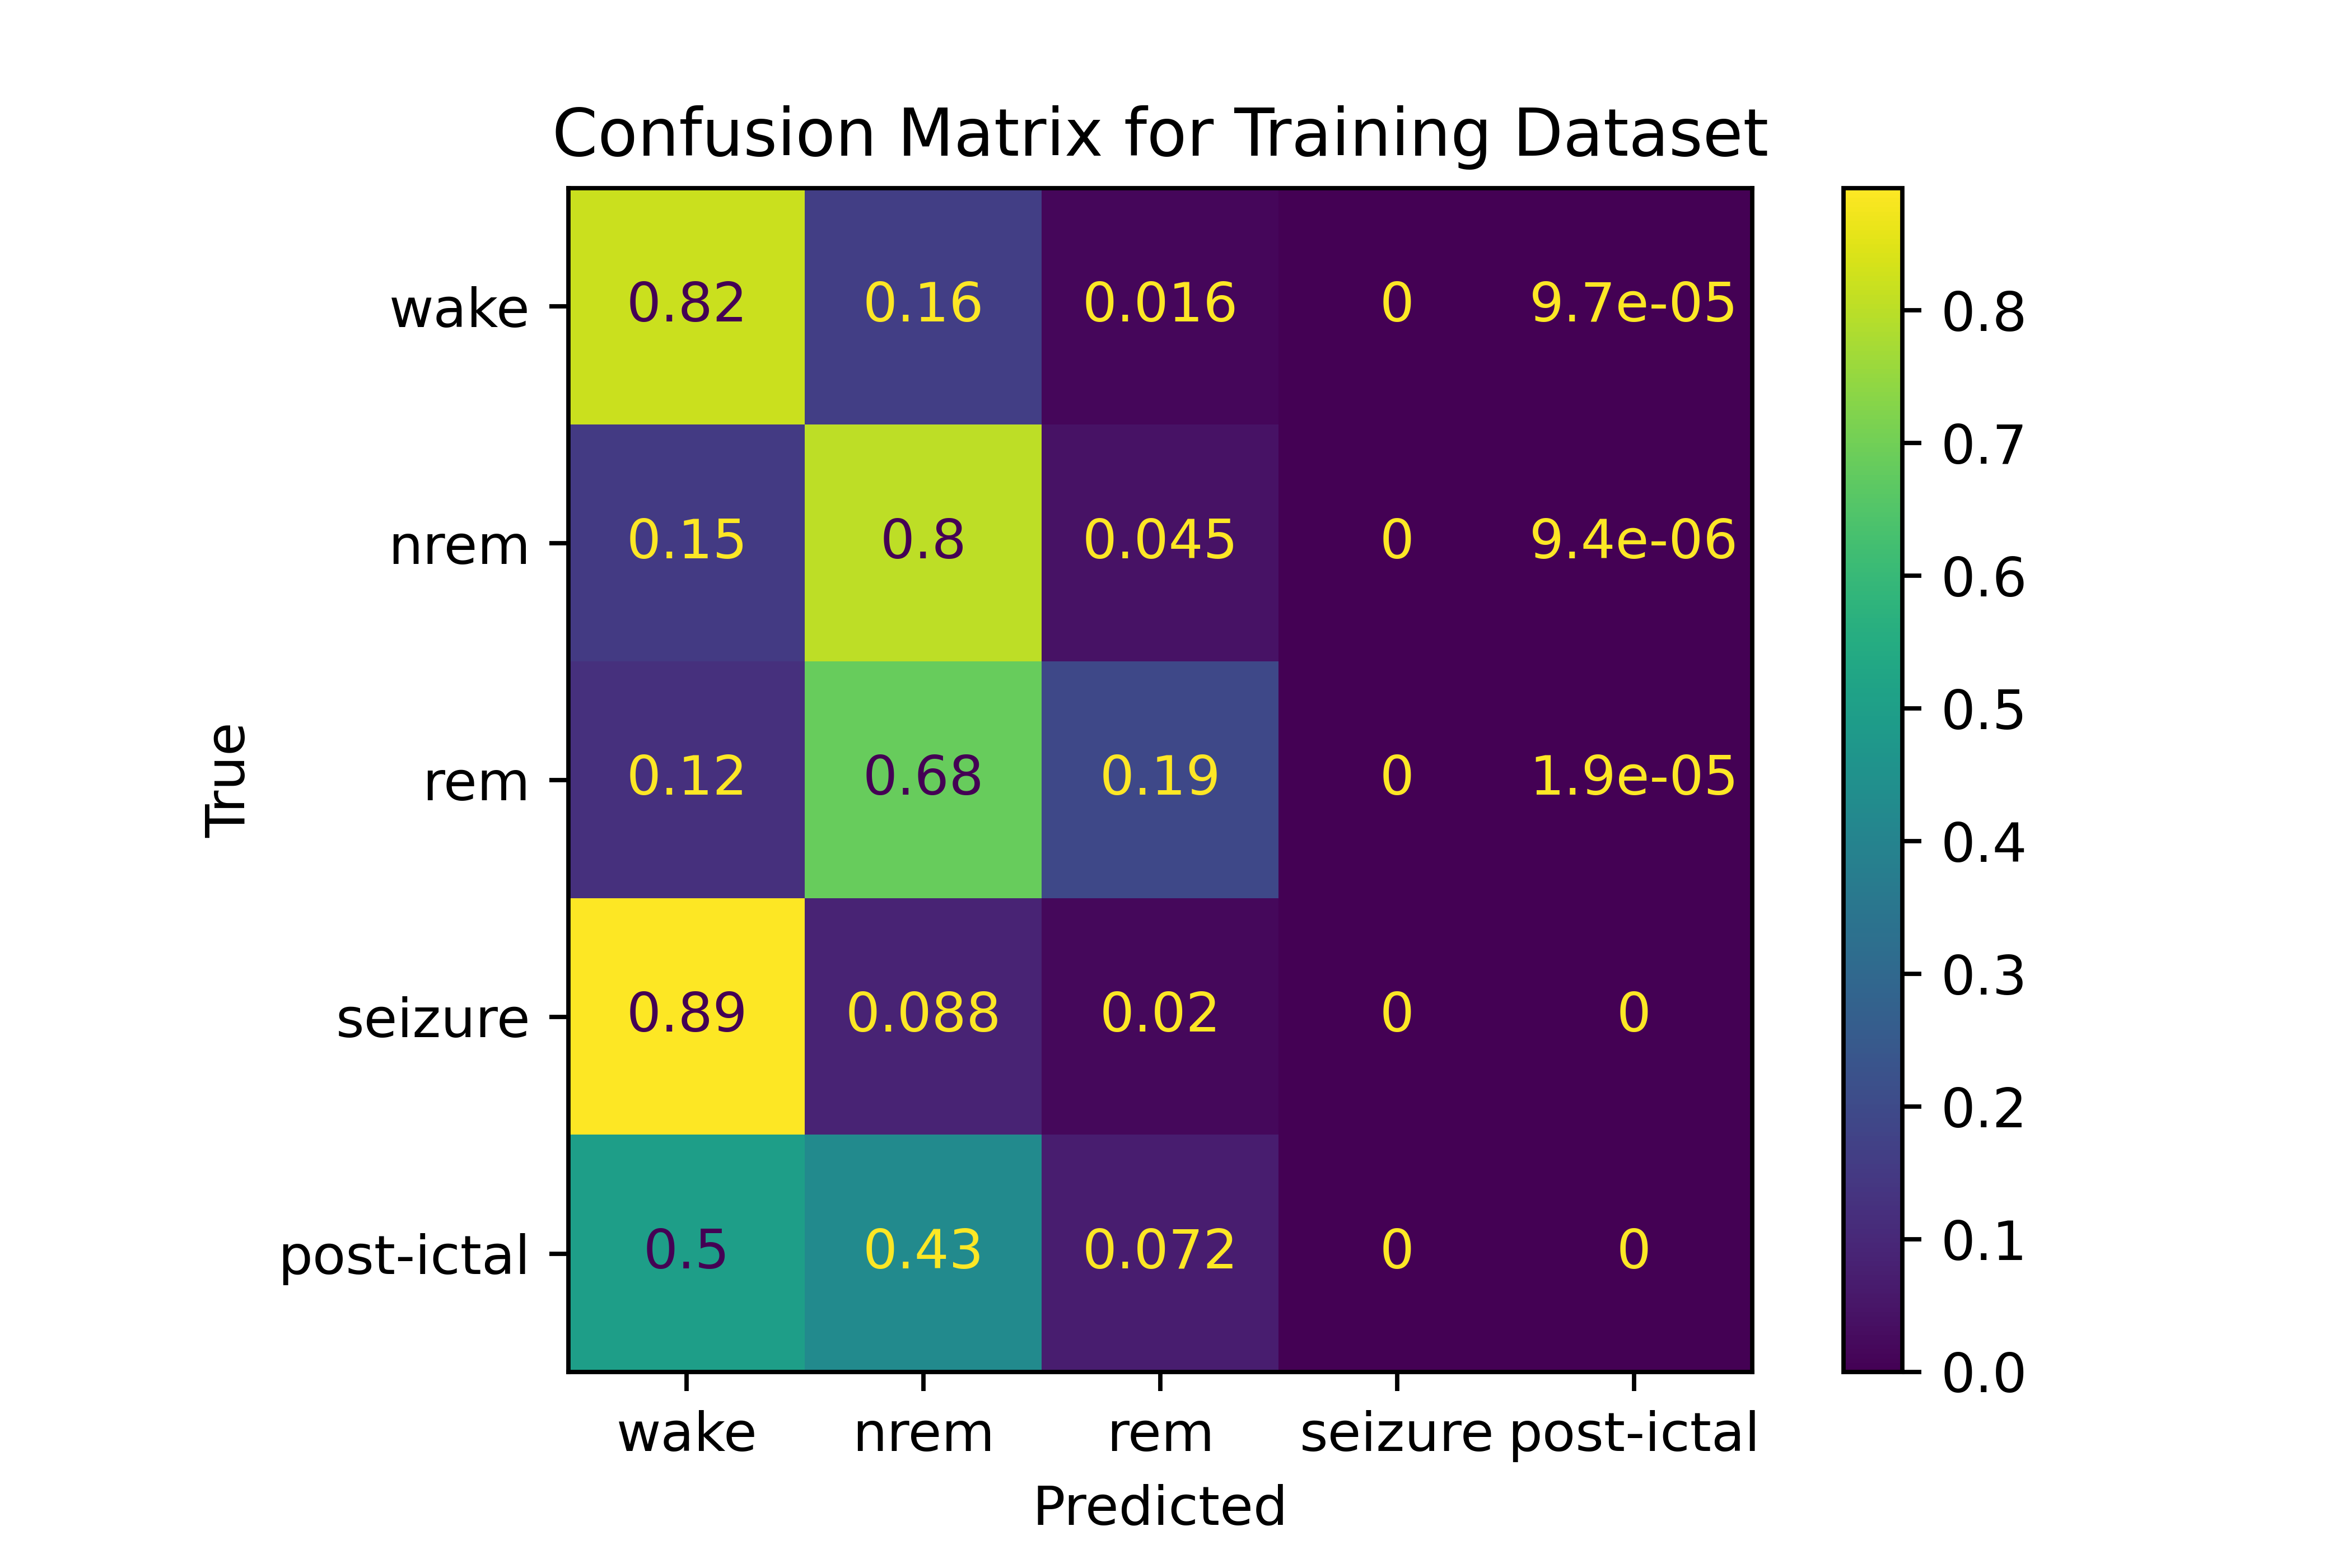 Confusion Matrix for Training Dataset
wake 0.82 0.16 0.016 0 9.7e-05
nrem 0.15 0.8 0.045 0 9.4e-06
rem 0.12 0.68 0.19 0 1.9e-05
seizure 0.89 0.088 0.02 0 0
post-ictal 0.5 0.43 0.072 0 0
True
wake nrem rem seizure post-ictal
Predicted
0.8
0.7
0.6
0.5
0.4
0.3
0.2
0.1
0.0